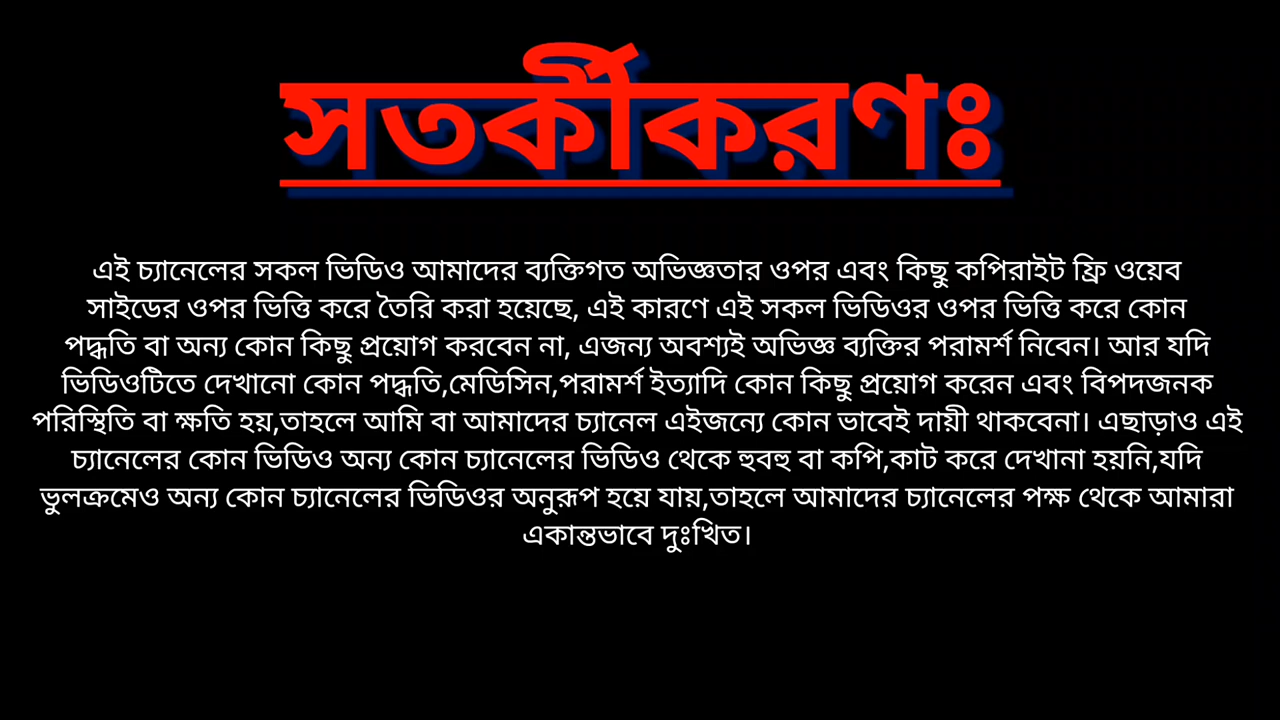 সতর্কীকরণঃ
এই চ্যানেলের সকল ভিডিও আমাদের ব্যক্তিগত অভিজ্ঞতার ওপর এবং কিছু কপিরাইট ফ্রি ওয়েব
সাইডের ওপর ভিত্তি করে তৈরি করা হয়েছে, এই কারণে এই সকল ভিডিওর ওপর ভিত্তি করে কোন
পদ্ধতি বা অন্য কোন কিছু প্রয়োগ করবেন না, এজন্য অবশ্যই অভিজ্ঞ ব্যক্তির পরামর্শ নিবেন। আর যদি
ভিডিওটিতে দেখানো কোন পদ্ধতি,মেডিসিন,পরামর্শ ইত্যাদি কোন কিছু প্রয়োগ করেন এবং বিপদজনক
পরিস্থিতি বা ক্ষতি হয়,তাহলে আমি বা আমাদের চ্যানেল এইজন্যে কোন ভাবেই দায়ী থাকবেনা। এছাড়াও এই
চ্যানেলের কোন ভিডিও অন্য কোন চ্যানেলের ভিডিও থেকে হুবহু বা কপি,কাট করে দেখানা হয়নি,যদি
ভুলক্রমেও অন্য কোন চ্যানেলের ভিডিওর অনুরূপ হয়ে যায়,তাহলে আমাদের চ্যানেলের পক্ষ থেকে আমারা
একান্তভাবে দুঃখিত।